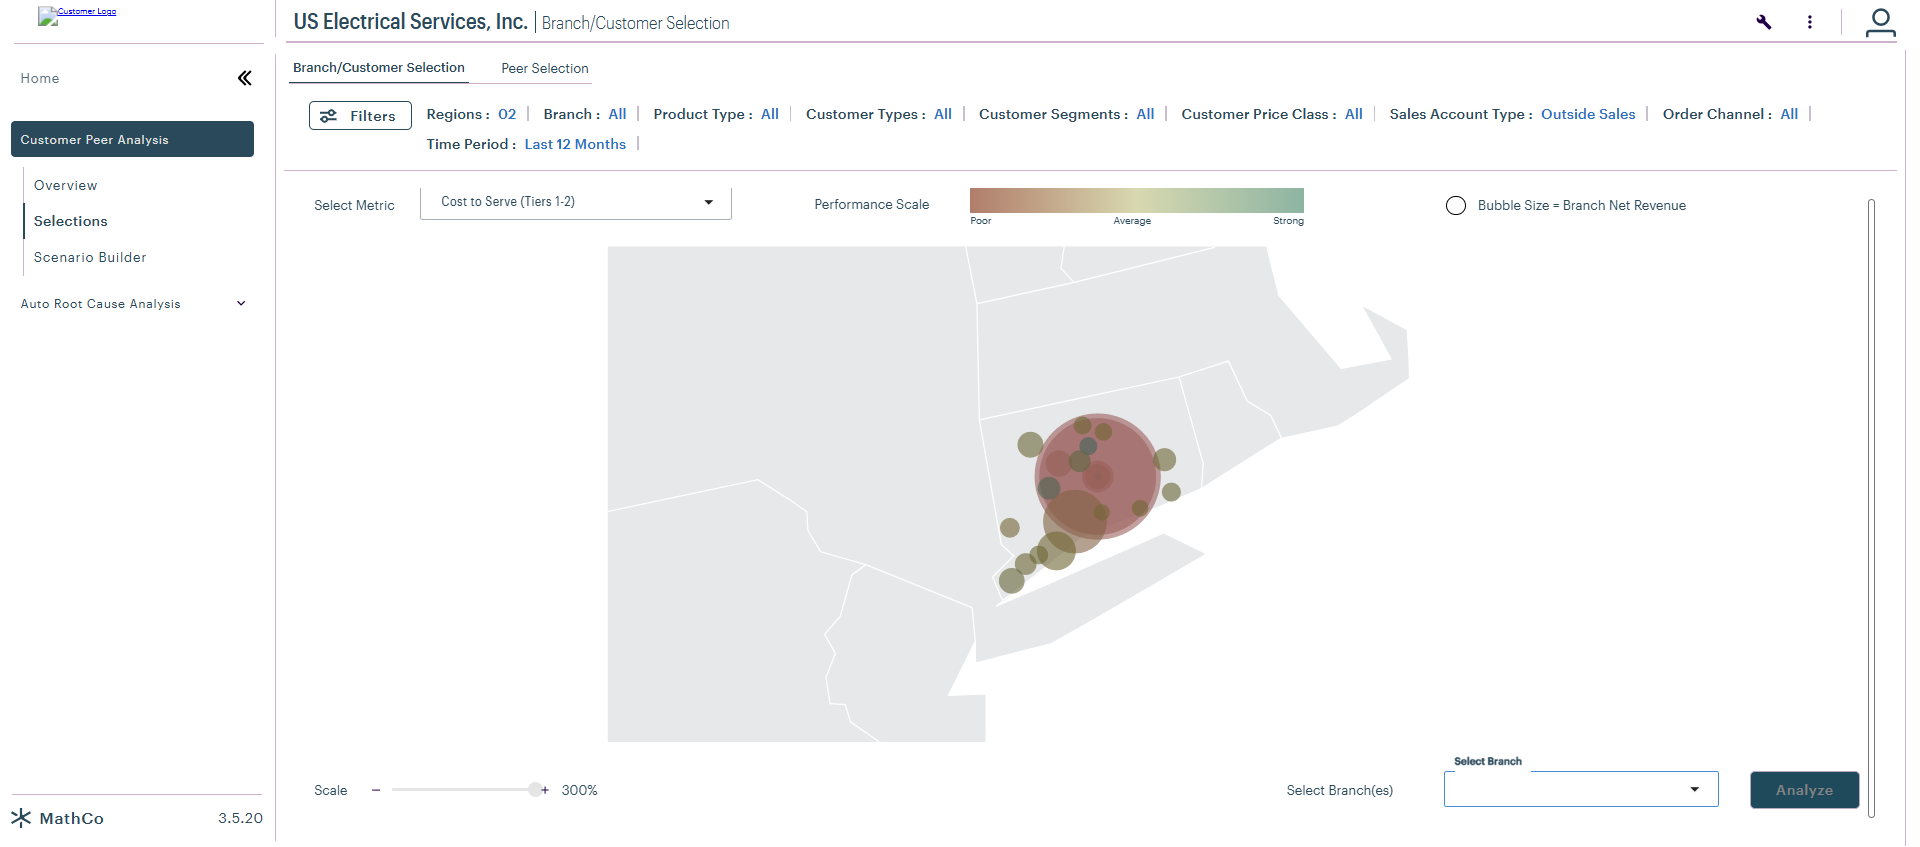 Customer Logo
US Electrical Services, Inc. | Branch/Customer Selection
Home
Customer Peer Analysis
Overview
Selections
Scenario Builder
Auto Root Cause Analysis
MathCo 3.5.20
Branch/Customer Selection Peer Selection
Filters
Regions : 02 Branch : All Product Type : All Customer Types : All Customer Segments : All Customer Price Class : All Sales Account Type : Outside Sales Order Channel : All
Time Period : Last 12 Months
Select Metric Cost to Serve (Tiers 1-2) Performance Scale
Poor Average Strong
Bubble Size = Branch Net Revenue
Scale − + 300%
Select Branch(es)
Select Branch
Analyze